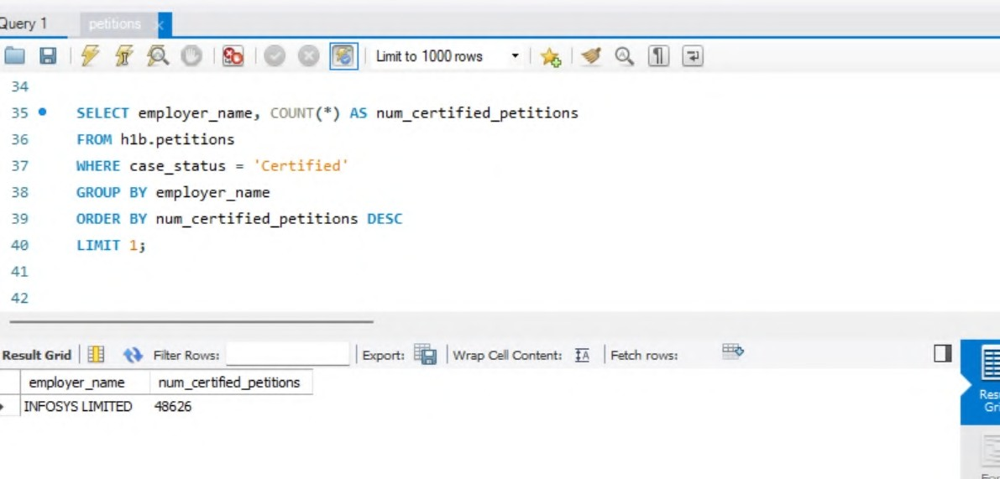 Query 1 petitions x
Limit to 1000 rows
34
35 SELECT employer_name, COUNT(*) AS num_certified_petitions
36 FROM h1b.petitions
37 WHERE case_status = 'Certified'
38 GROUP BY employer_name
39 ORDER BY num_certified_petitions DESC
40 LIMIT 1;
41
42
Result Grid Filter Rows: Export: Wrap Cell Content: IA Fetch rows:
employer_name num_certified_petitions
INFOSYS LIMITED 48626